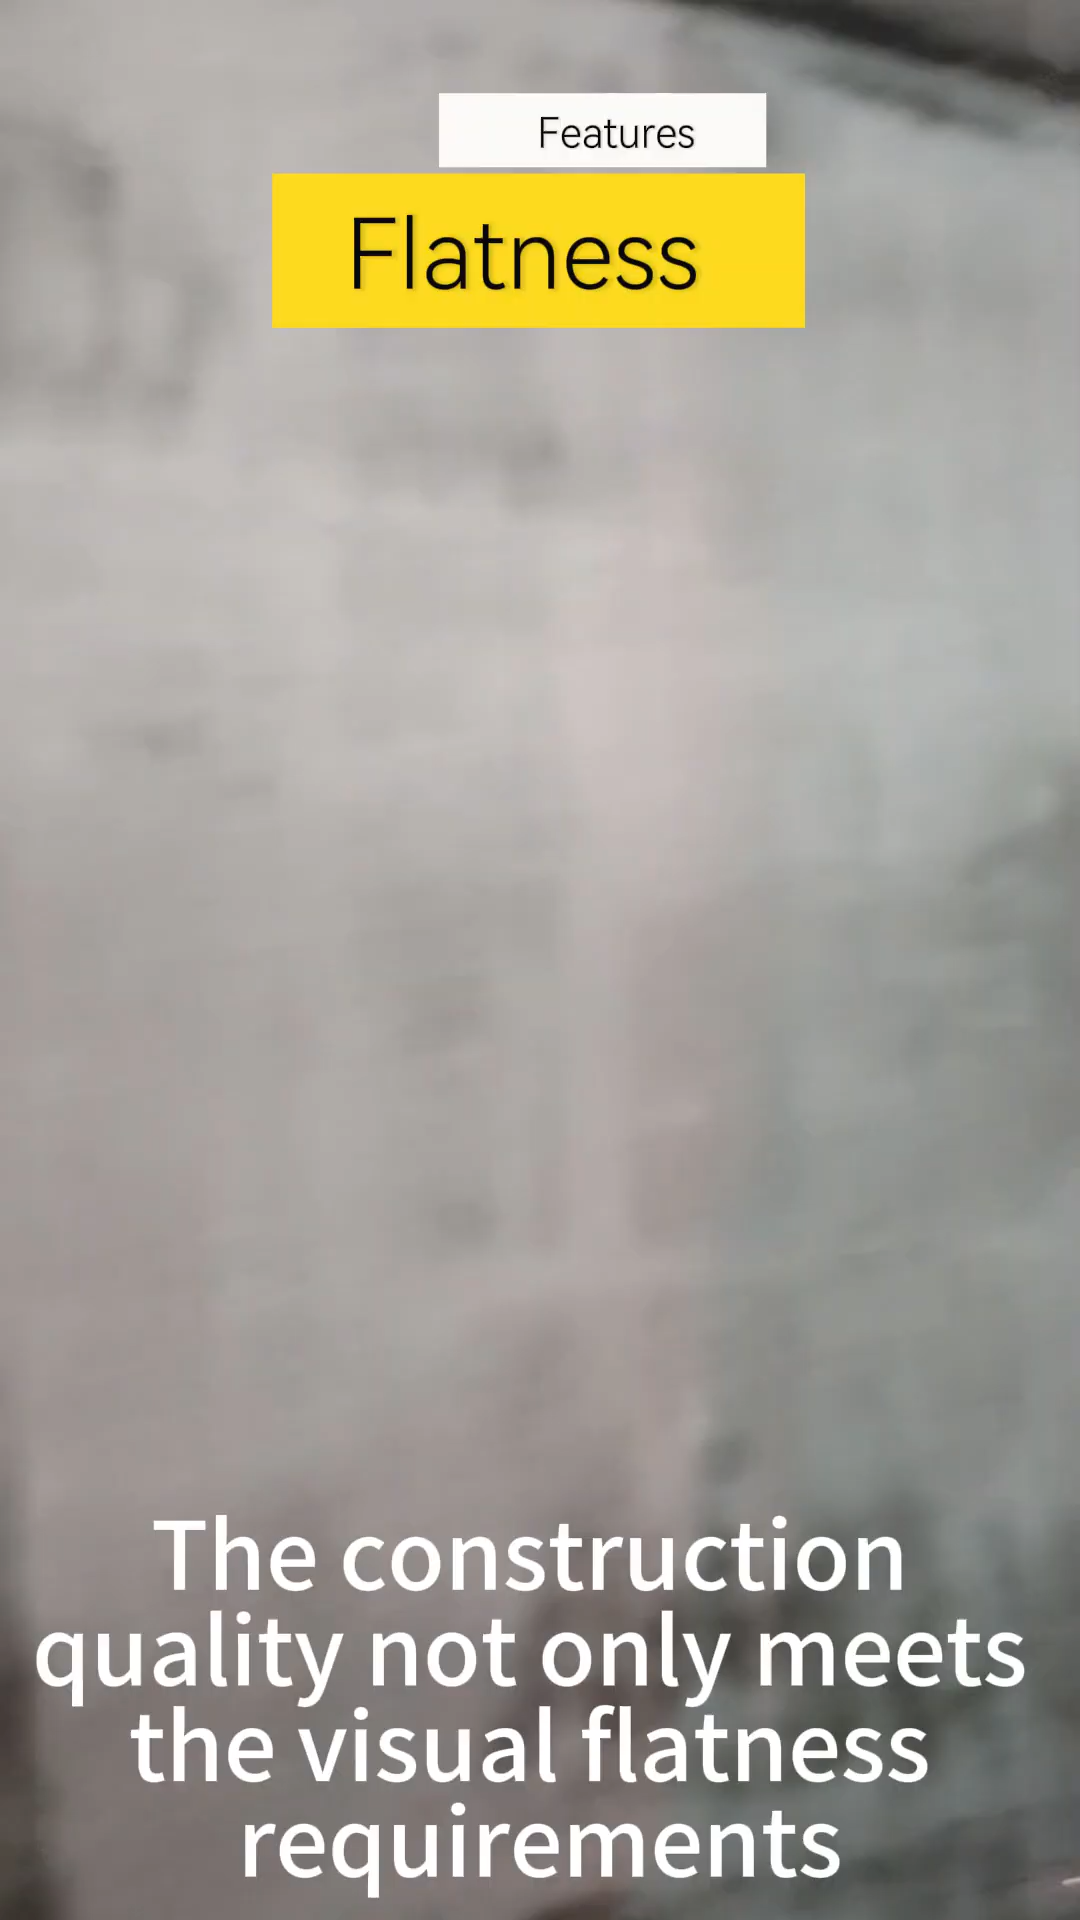 Features
Flatness
The construction
quality not only meets
the visual flatness
requirements